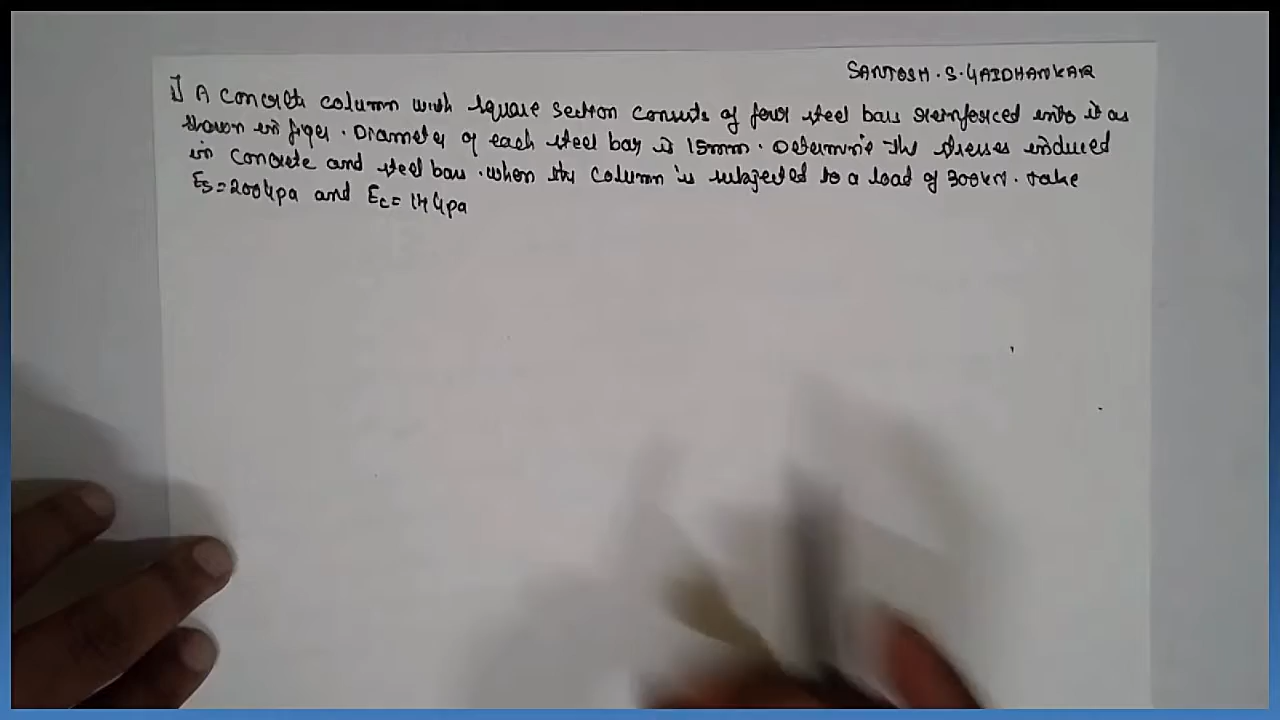 SANTOSH.S.GAIDHANKAR
1] A concrete column with square section consists of four steel bars reinforced into it as
shown in figer. Diameter of each steel bar is 15mm. Determine the stresses induced
in concrete and steel bars. when the column is subjected to a load of 300kN. take
Es=200Gpa and Ec=14Gpa